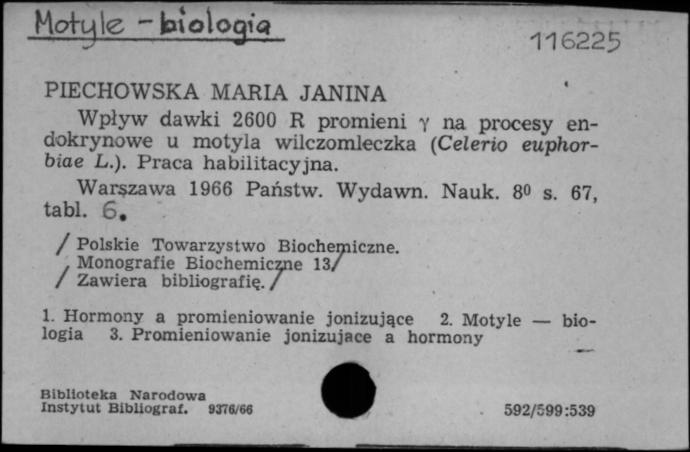 Motyle - biologia
116225
PIECHOWSKA MARIA JANINA
Wpływ dawki 2600 R promieni γ na procesy en-
dokrynowe u motyla wilczomleczka (Celerio euphor-
biae L.). Praca habilitacyjna.
Warszawa 1966 Państw. Wydawn. Nauk. 8⁰ s. 67,
tabl. 6.
/ Polskie Towarzystwo Biochemiczne.
, Monografie Biochemiczne 13/
/ Zawiera bibliografię. /
1. Hormony a promieniowanie jonizujące 2. Motyle — bio-
logia 3. Promieniowanie jonizujace a hormony
Biblioteka Narodowa
Instytut Bibliograf. 9376/66
592/599:539